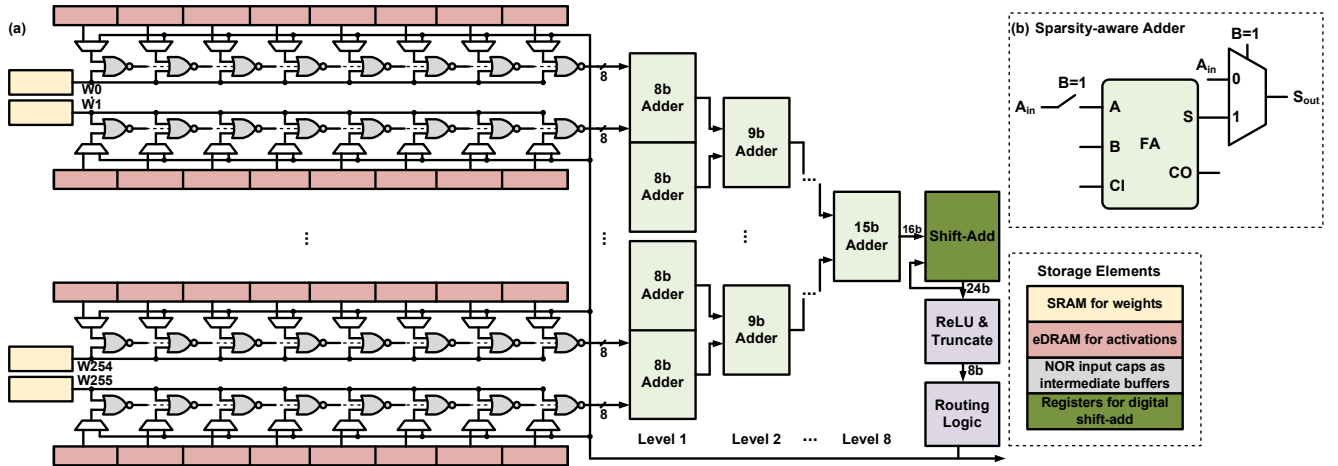 (a)
W0
W1
8
8
W254
W255
8
8
...
...
...
8b
Adder
8b
Adder
8b
Adder
8b
Adder
9b
Adder
9b
Adder
...
...
...
15b
Adder
16b
Shift-Add
24b
ReLU &
Truncate
8b
Routing
Logic
Level 1
Level 2
...
Level 8
(b) Sparsity-aware Adder
B=1
Ain
B=1
Ain
0
1
Sout
A
B
CI
FA
S
CO
Storage Elements
SRAM for weights
eDRAM for activations
NOR input caps as
intermediate buffers
Registers for digital
shift-add